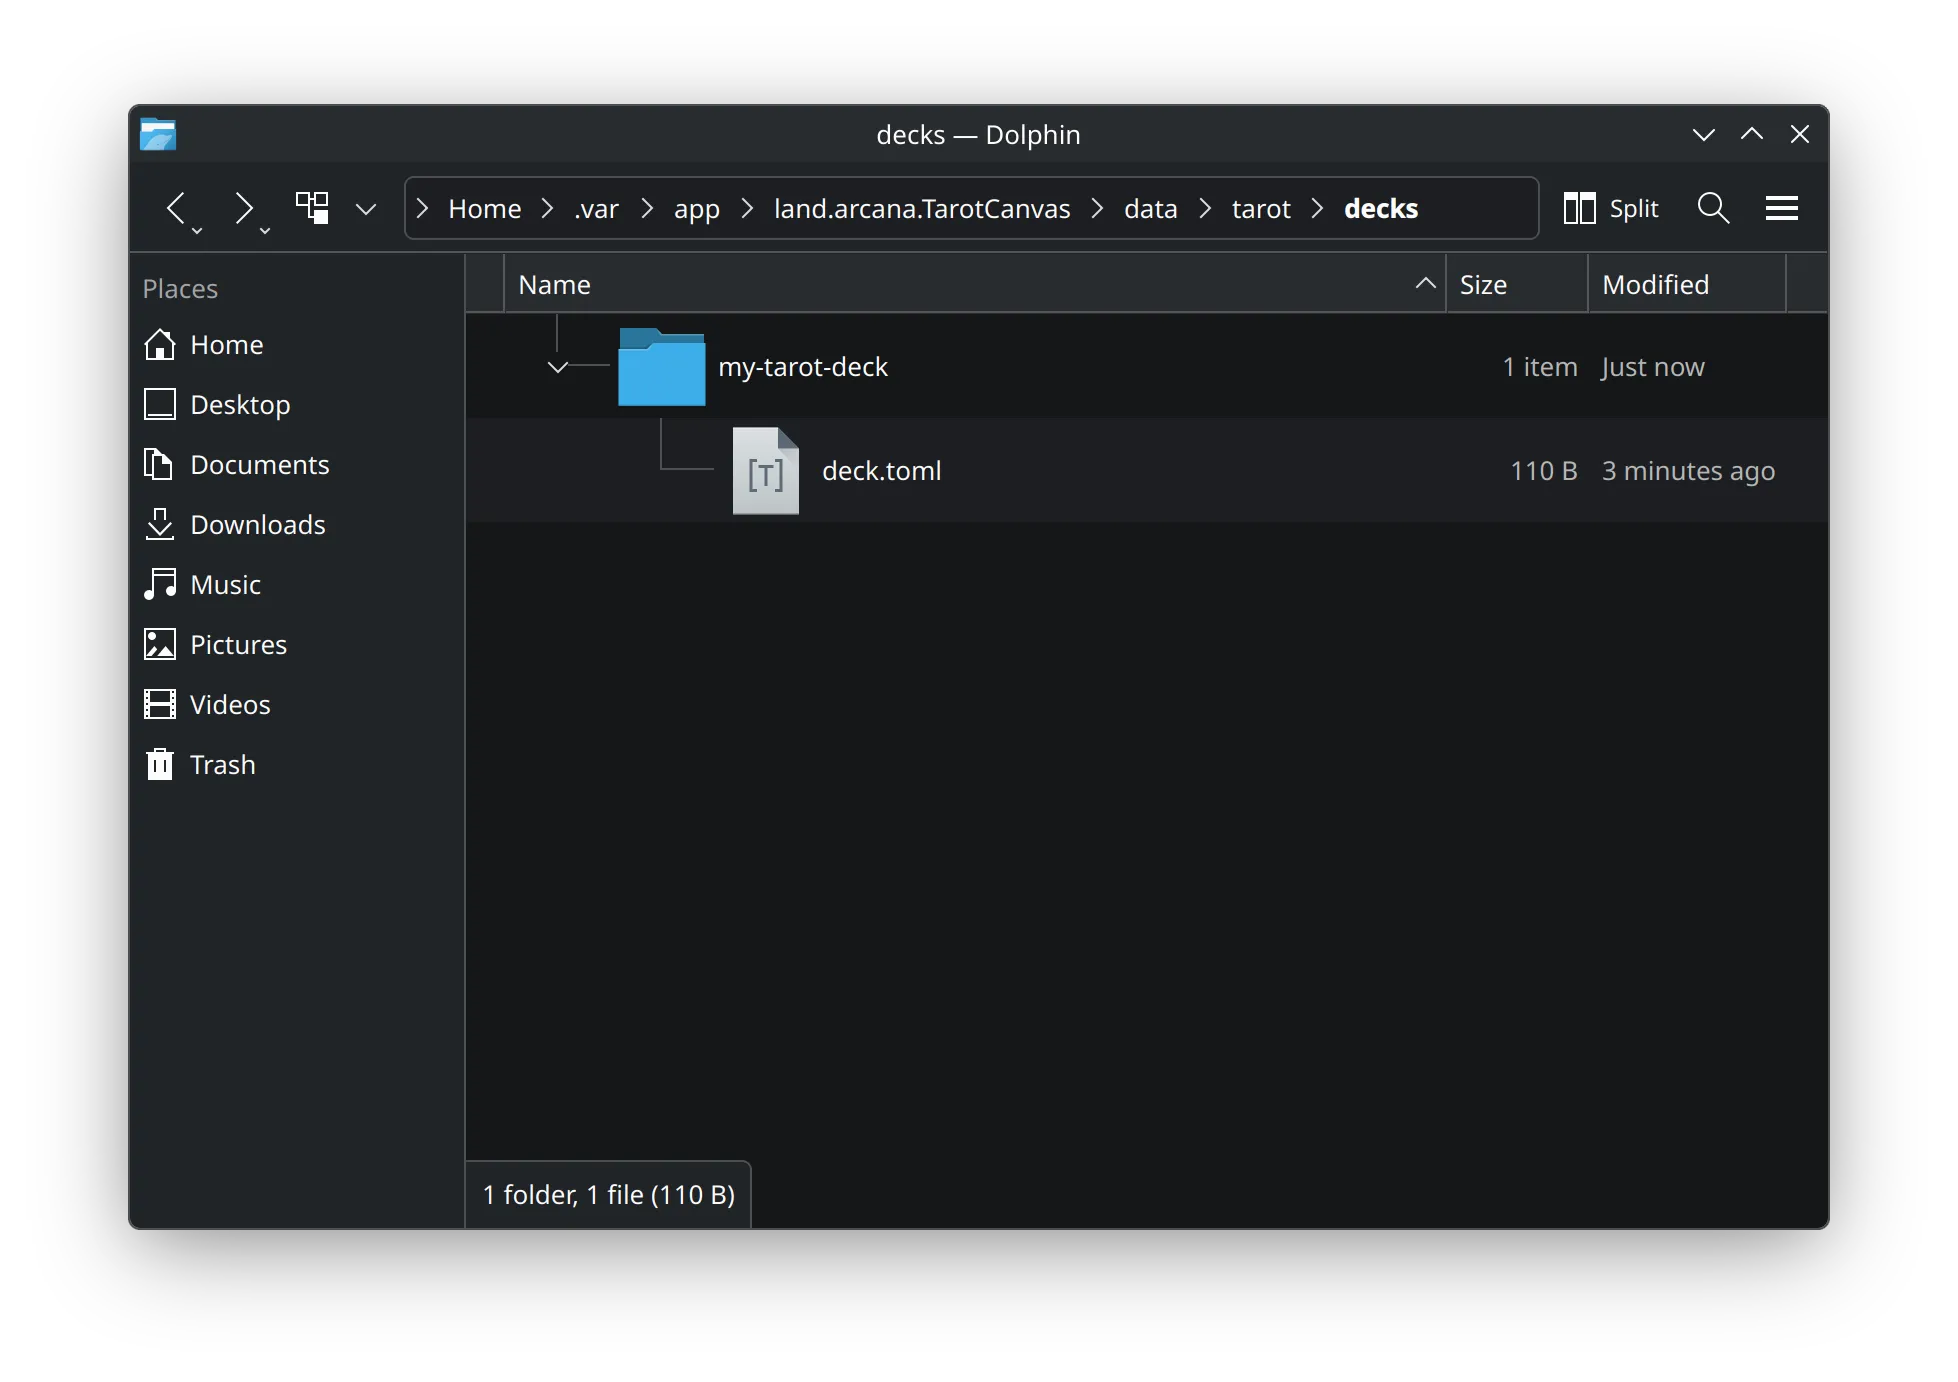 decks — Dolphin
Home > .var > app > land.arcana.TarotCanvas > data > tarot > decks
Split
Places
Home
Desktop
Documents
Downloads
Music
Pictures
Videos
Trash
Name Size Modified
my-tarot-deck 1 item Just now
[T] deck.toml 110 B 3 minutes ago
1 folder, 1 file (110 B)